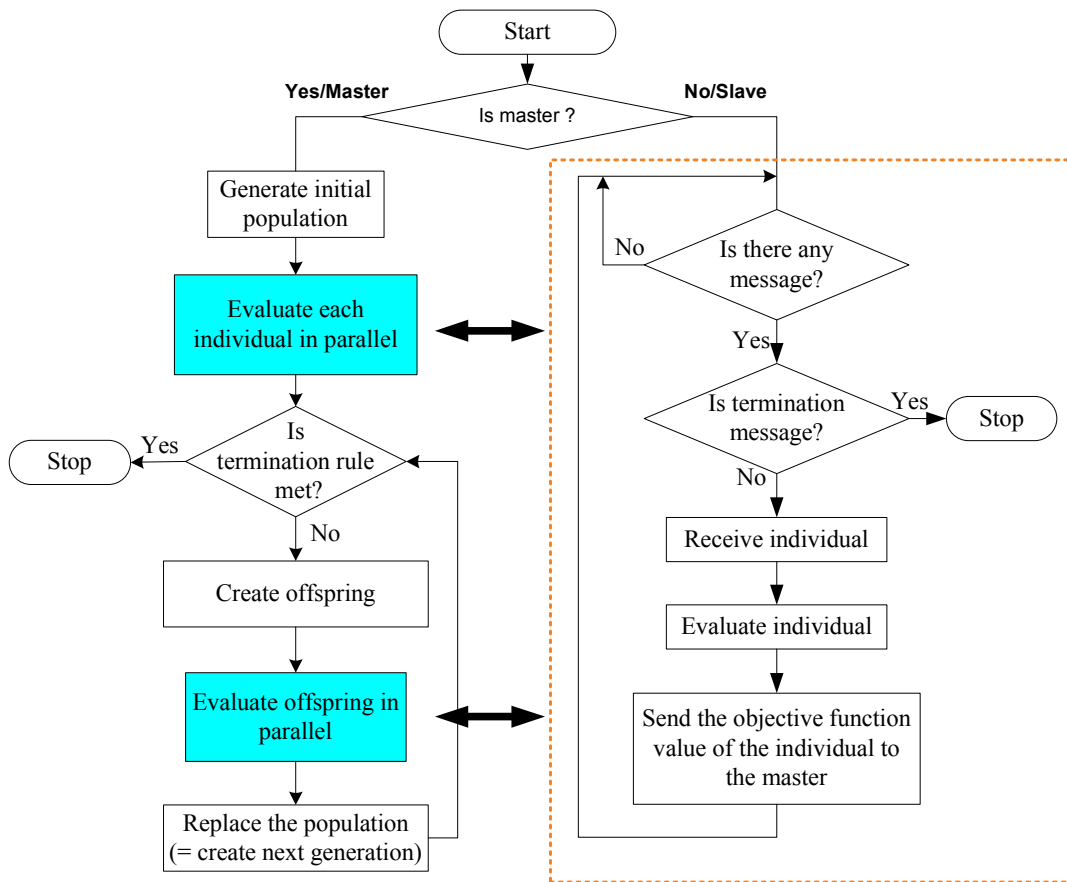 Start
Yes/Master
No/Slave
Is master ?
Generate initial
population
Evaluate each
individual in parallel
Is
termination rule
met?
Yes
Stop
No
Create offspring
Evaluate offspring in
parallel
Replace the population
(= create next generation)
Is there any
message?
No
Yes
Is termination
message?
Yes
Stop
No
Receive individual
Evaluate individual
Send the objective function
value of the individual to
the master